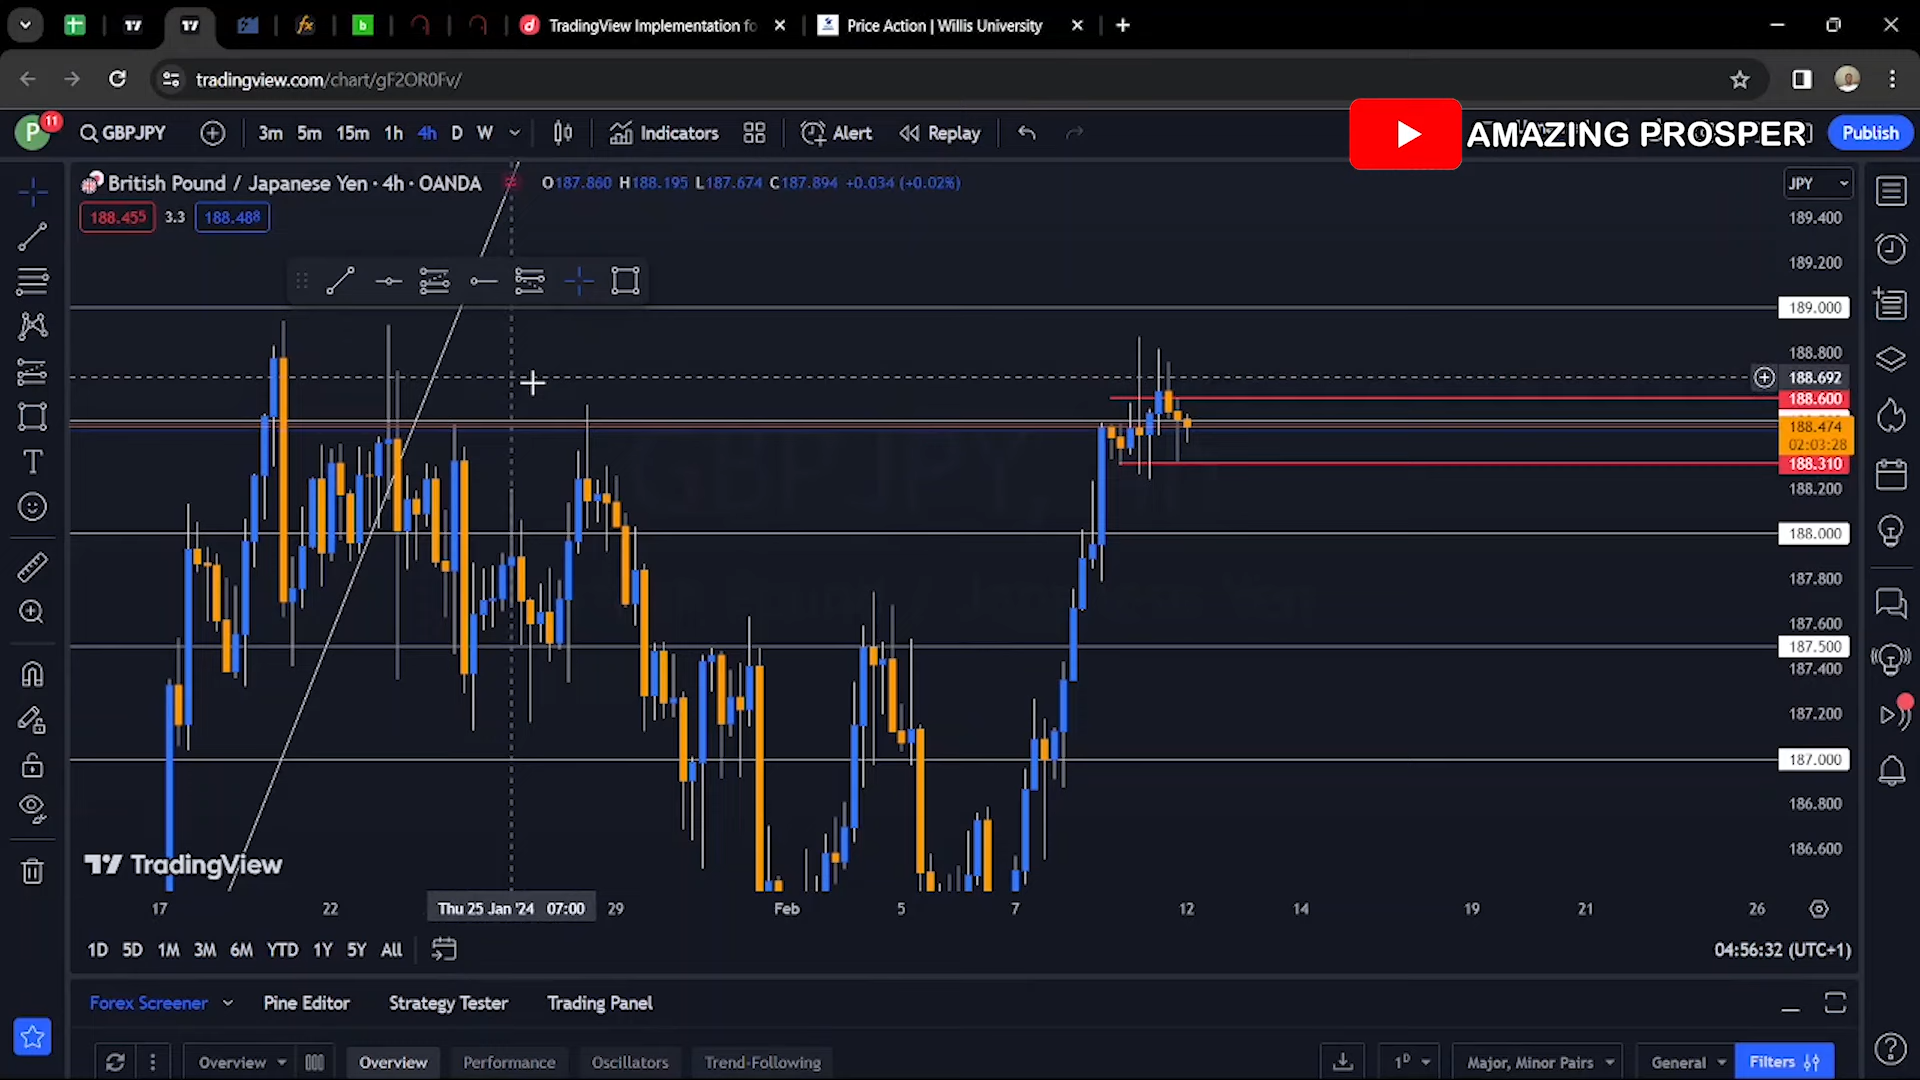 TradingView Implementation fo
Price Action | Willis University
tradingview.com/chart/gF2OR0Fv/
P 11 GBPJPY 3m 5m 15m 1h 4h D W Indicators Alert Replay Publish
AMAZING PROSPER
British Pound / Japanese Yen · 4h · OANDA O187.860 H188.195 L187.674 C187.894 +0.034 (+0.02%)
JPY
188.455 3.3 188.488
189.400
189.200
189.000
188.800
188.692
188.600
188.474
02:03:28
188.310
188.200
188.000
187.800
187.600
187.500
187.400
187.200
187.000
186.800
186.600
TradingView
17 22 Thu 25 Jan '24 07:00 29 Feb 5 7 12 14 19 21 26
1D 5D 1M 3M 6M YTD 1Y 5Y All 04:56:32 (UTC+1)
Forex Screener Pine Editor Strategy Tester Trading Panel
Overview Overview Performance Oscillators Trend-Following 1D Major, Minor Pairs General Filters